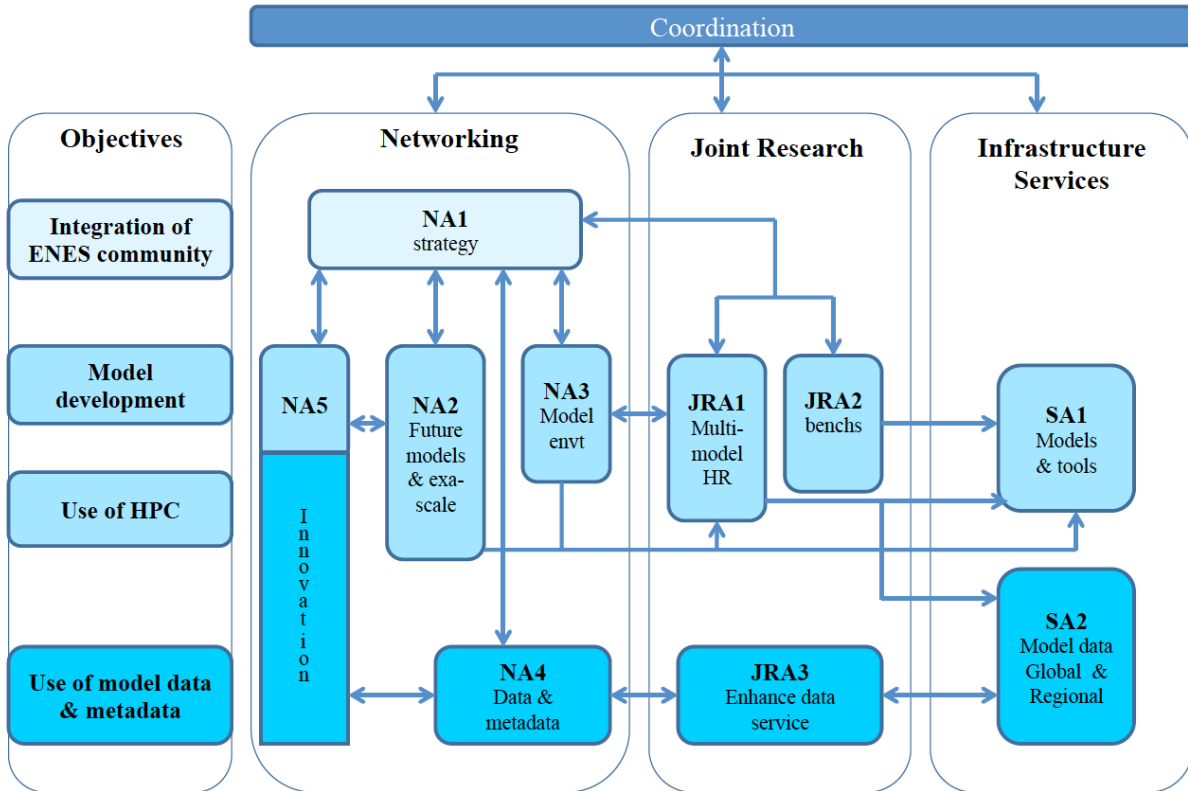 Coordination
Objectives
Integration of
ENES community
Model
development
Use of HPC
Use of model data
& metadata
Networking
NA1
strategy
NA5
Innovation
NA2
Future
models
& exa-
scale
NA3
Model
envt
NA4
Data &
metadata
Joint Research
JRA1
Multi-
model
HR
JRA2
benchs
JRA3
Enhance data
service
Infrastructure
Services
SA1
Models
& tools
SA2
Model data
Global &
Regional